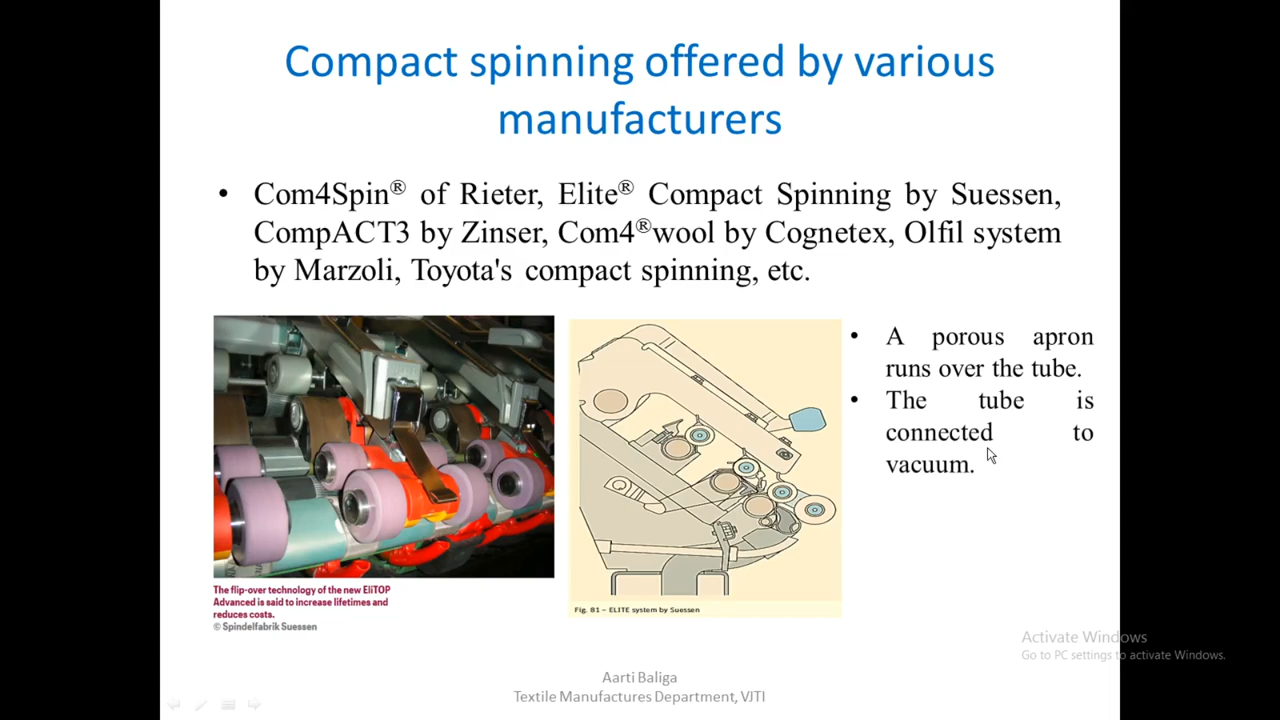 Compact spinning offered by various
manufacturers
• Com4Spin® of Rieter, Elite® Compact Spinning by Suessen,
CompACT3 by Zinser, Com4®wool by Cognetex, Olfil system
by Marzoli, Toyota's compact spinning, etc.
• A porous apron
runs over the tube.
• The tube is
connected to
vacuum.
The flip-over technology of the new EliTOP
Advanced is said to increase lifetimes and
reduces costs.
© Spindelfabrik Suessen
Fig. 81 – ELITE system by Suessen
Activate Windows
Go to PC settings to activate Windows.
Aarti Baliga
Textile Manufactures Department, VJTI